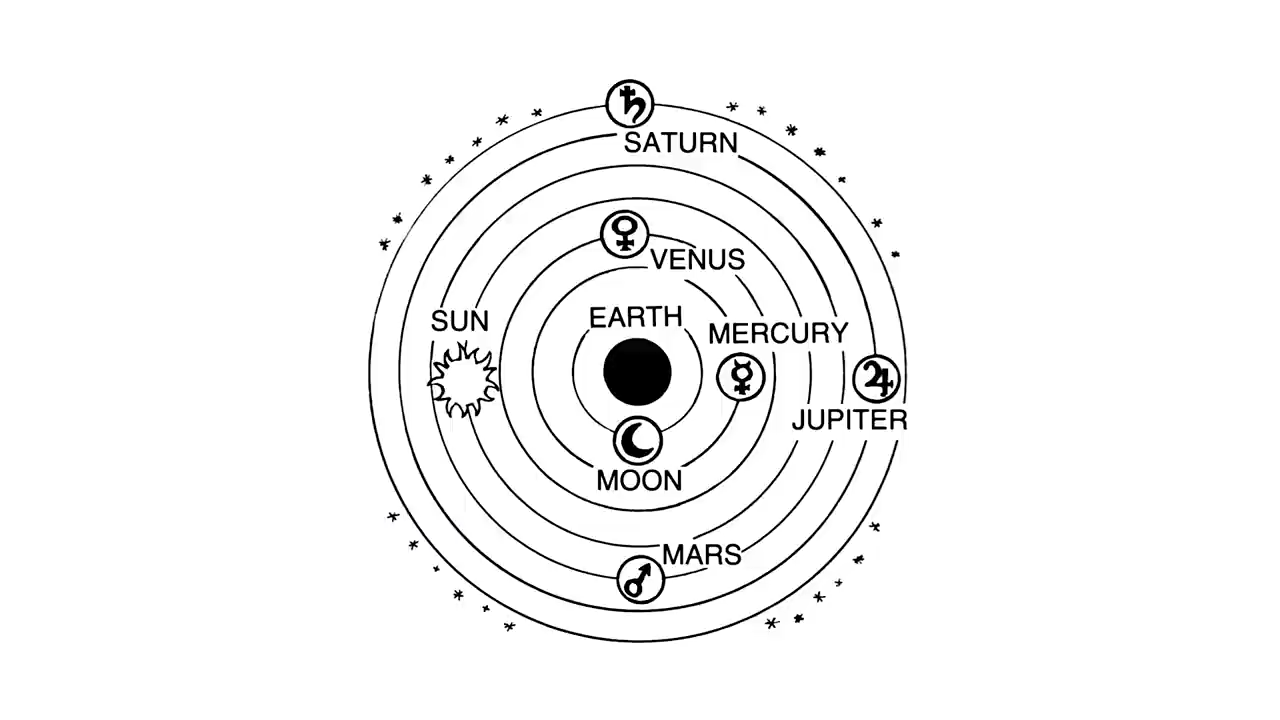 SATURN
VENUS
EARTH
SUN
MERCURY
JUPITER
MOON
MARS